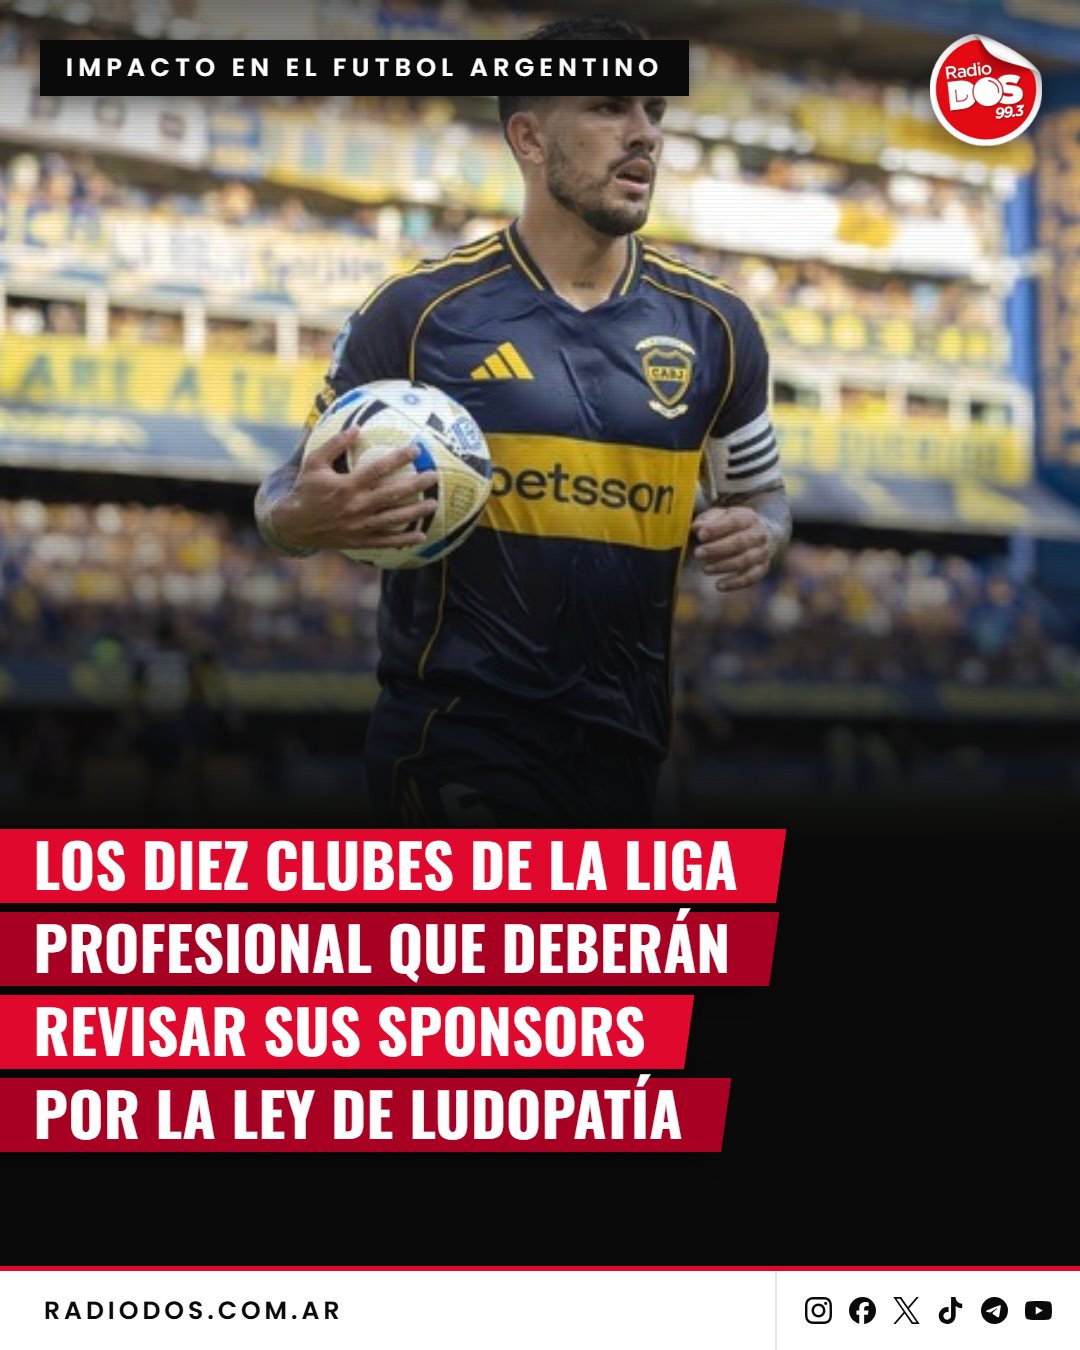 IMPACTO EN EL FUTBOL ARGENTINO
Radio
DOS
99.3
C.A.B.J
betsson
LOS DIEZ CLUBES DE LA LIGA
PROFESIONAL QUE DEBERÁN
REVISAR SUS SPONSORS
POR LA LEY DE LUDOPATÍA
RADIODOS.COM.AR